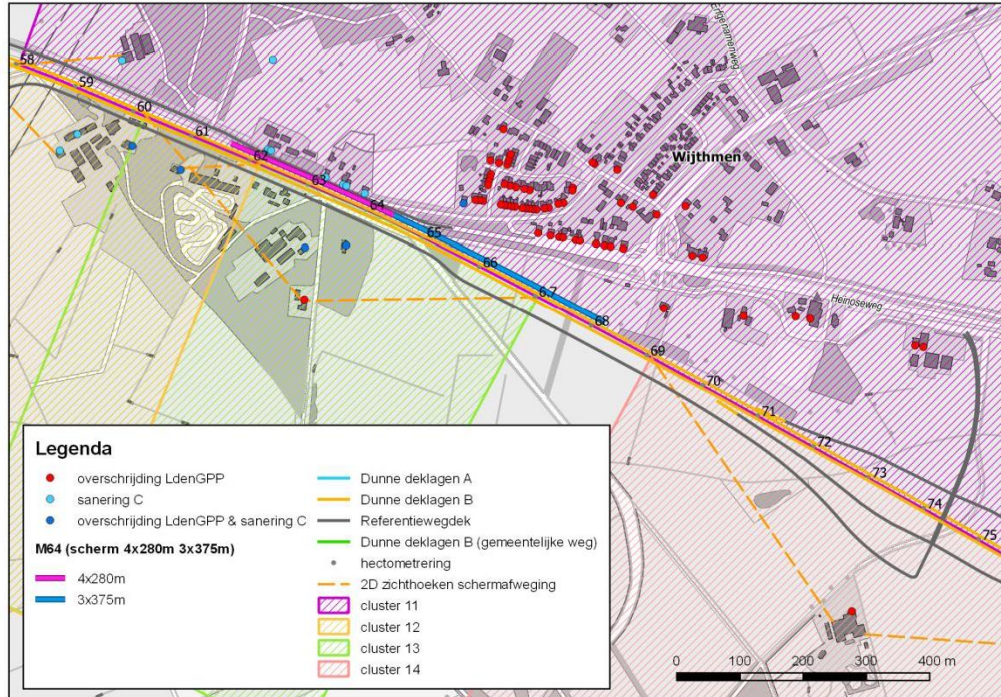 58
59
60
61
62
63
64
65
66
67
68
69
70
71
72
73
74
75
Wijthmen
Erfgenamenweg
Heinoseweg
Legenda
overschrijding LdenGPP
sanering C
overschrijding LdenGPP & sanering C
M64 (scherm 4x280m 3x375m)
4x280m
3x375m
Dunne deklagen A
Dunne deklagen B
Referentiewegdek
Dunne deklagen B (gemeentelijke weg)
hectometrering
2D zichthoeken schermafweging
cluster 11
cluster 12
cluster 13
cluster 14
0 100 200 300 400 m